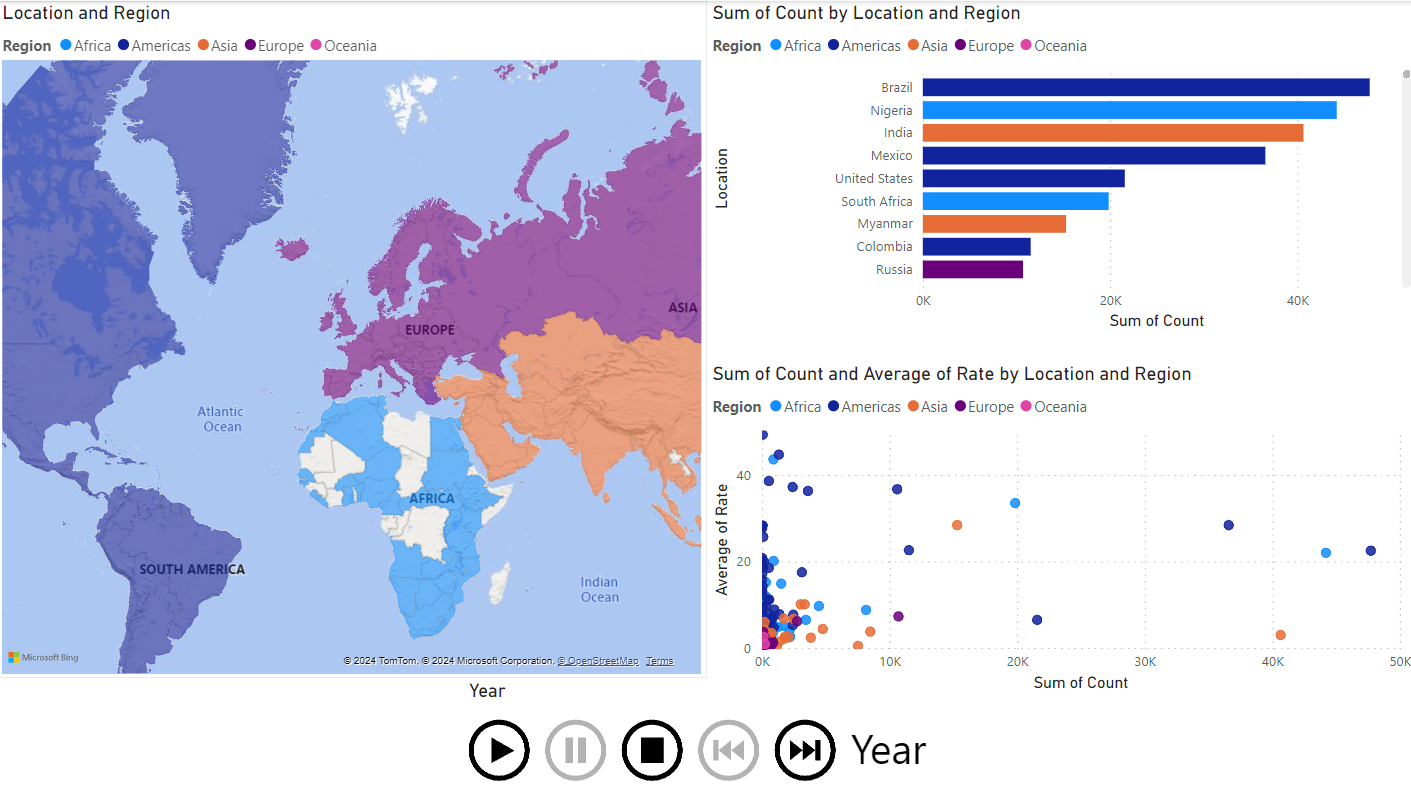 Location and Region
Region Africa Americas Asia Europe Oceania
ASIA
EUROPE
Atlantic
Ocean
AFRICA
SOUTH AMERICA
Indian
Ocean
Microsoft Bing
© 2024 TomTom, © 2024 Microsoft Corporation, © OpenStreetMap Terms
Sum of Count by Location and Region
Region Africa Americas Asia Europe Oceania
Location
Brazil
Nigeria
India
Mexico
United States
South Africa
Myanmar
Colombia
Russia
0K 20K 40K
Sum of Count
Sum of Count and Average of Rate by Location and Region
Region Africa Americas Asia Europe Oceania
Average of Rate
40
20
0
0K 10K 20K 30K 40K 50K
Sum of Count
Year
Year